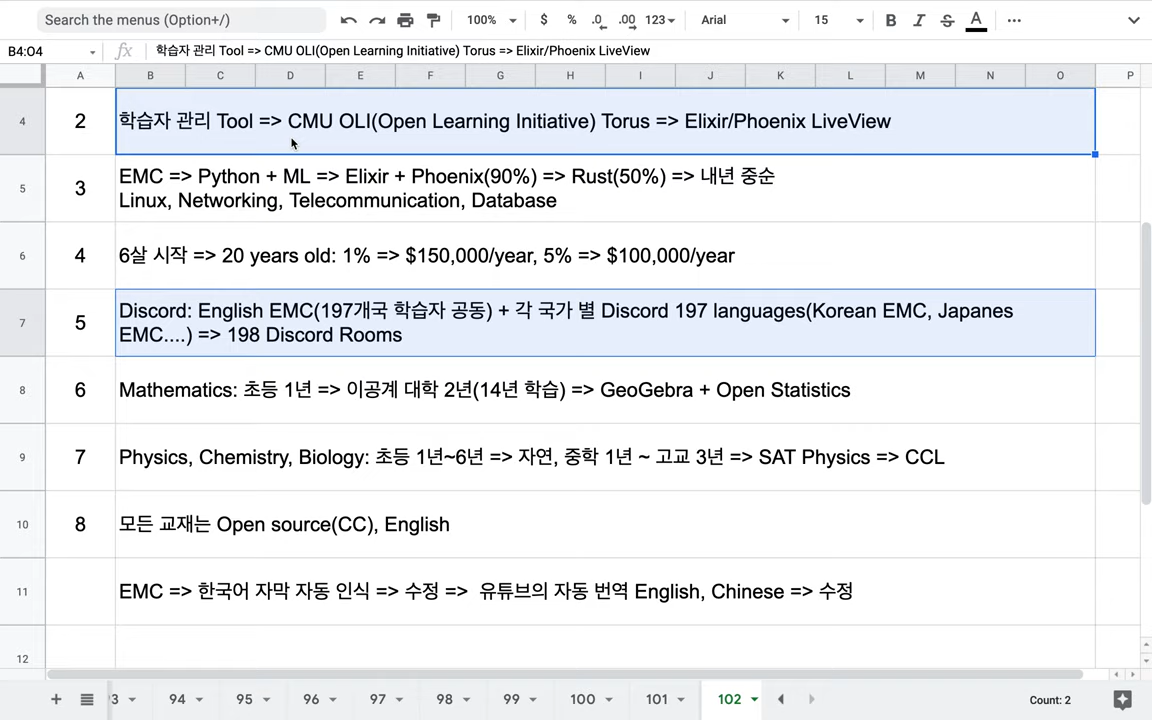 Search the menus (Option+/)
100%
$
%
.0
.00
123
Arial
15
B
I
S
A
B4:O4
fx
학습자 관리 Tool => CMU OLI(Open Learning Initiative) Torus => Elixir/Phoenix LiveView
A B C D E F G H I J K L M N O P
4
2
학습자 관리 Tool => CMU OLI(Open Learning Initiative) Torus => Elixir/Phoenix LiveView
5
3
EMC => Python + ML => Elixir + Phoenix(90%) => Rust(50%) => 내년 중순
Linux, Networking, Telecommunication, Database
6
4
6살 시작 => 20 years old: 1% => $150,000/year, 5% => $100,000/year
7
5
Discord: English EMC(197개국 학습자 공동) + 각 국가 별 Discord 197 languages(Korean EMC, Japanes
EMC....) => 198 Discord Rooms
8
6
Mathematics: 초등 1년 => 이공계 대학 2년(14년 학습) => GeoGebra + Open Statistics
9
7
Physics, Chemistry, Biology: 초등 1년~6년 => 자연, 중학 1년 ~ 고교 3년 => SAT Physics => CCL
10
8
모든 교재는 Open source(CC), English
11
EMC => 한국어 자막 자동 인식 => 수정 => 유튜브의 자동 번역 English, Chinese => 수정
12
3 94 95 96 97 98 99 100 101 102
Count: 2